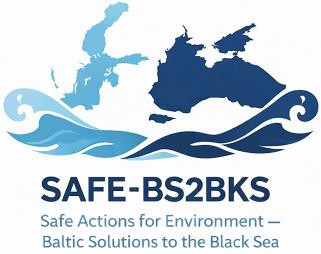 SAFE-BS2BKS
Safe Actions for Environment —
Baltic Solutions to the Black Sea